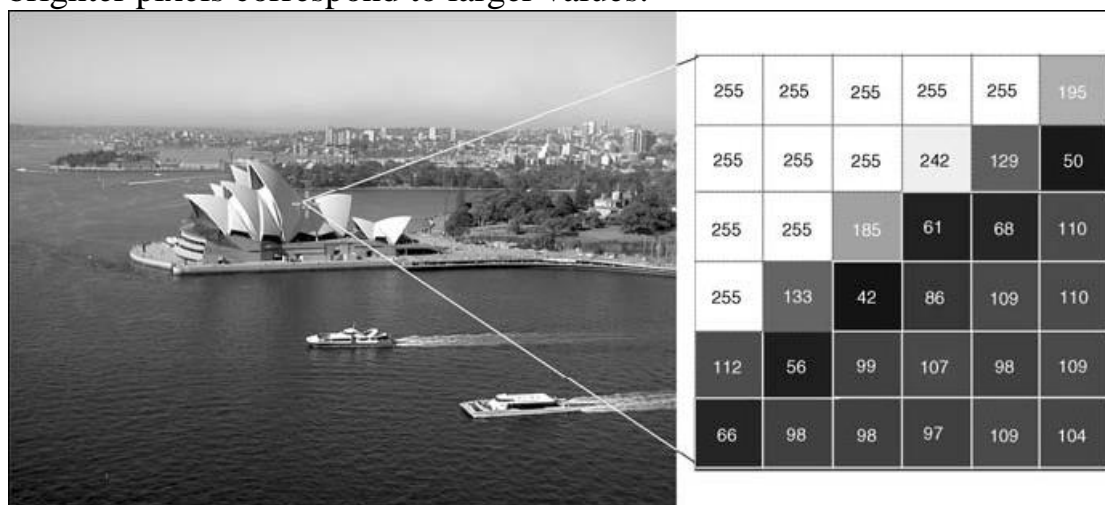 brighter pixels correspond to larger values.
255 255 255 255 255 195
255 255 255 242 129 50
255 255 185 61 68 110
255 133 42 86 109 110
112 56 99 107 98 109
66 98 98 97 109 104